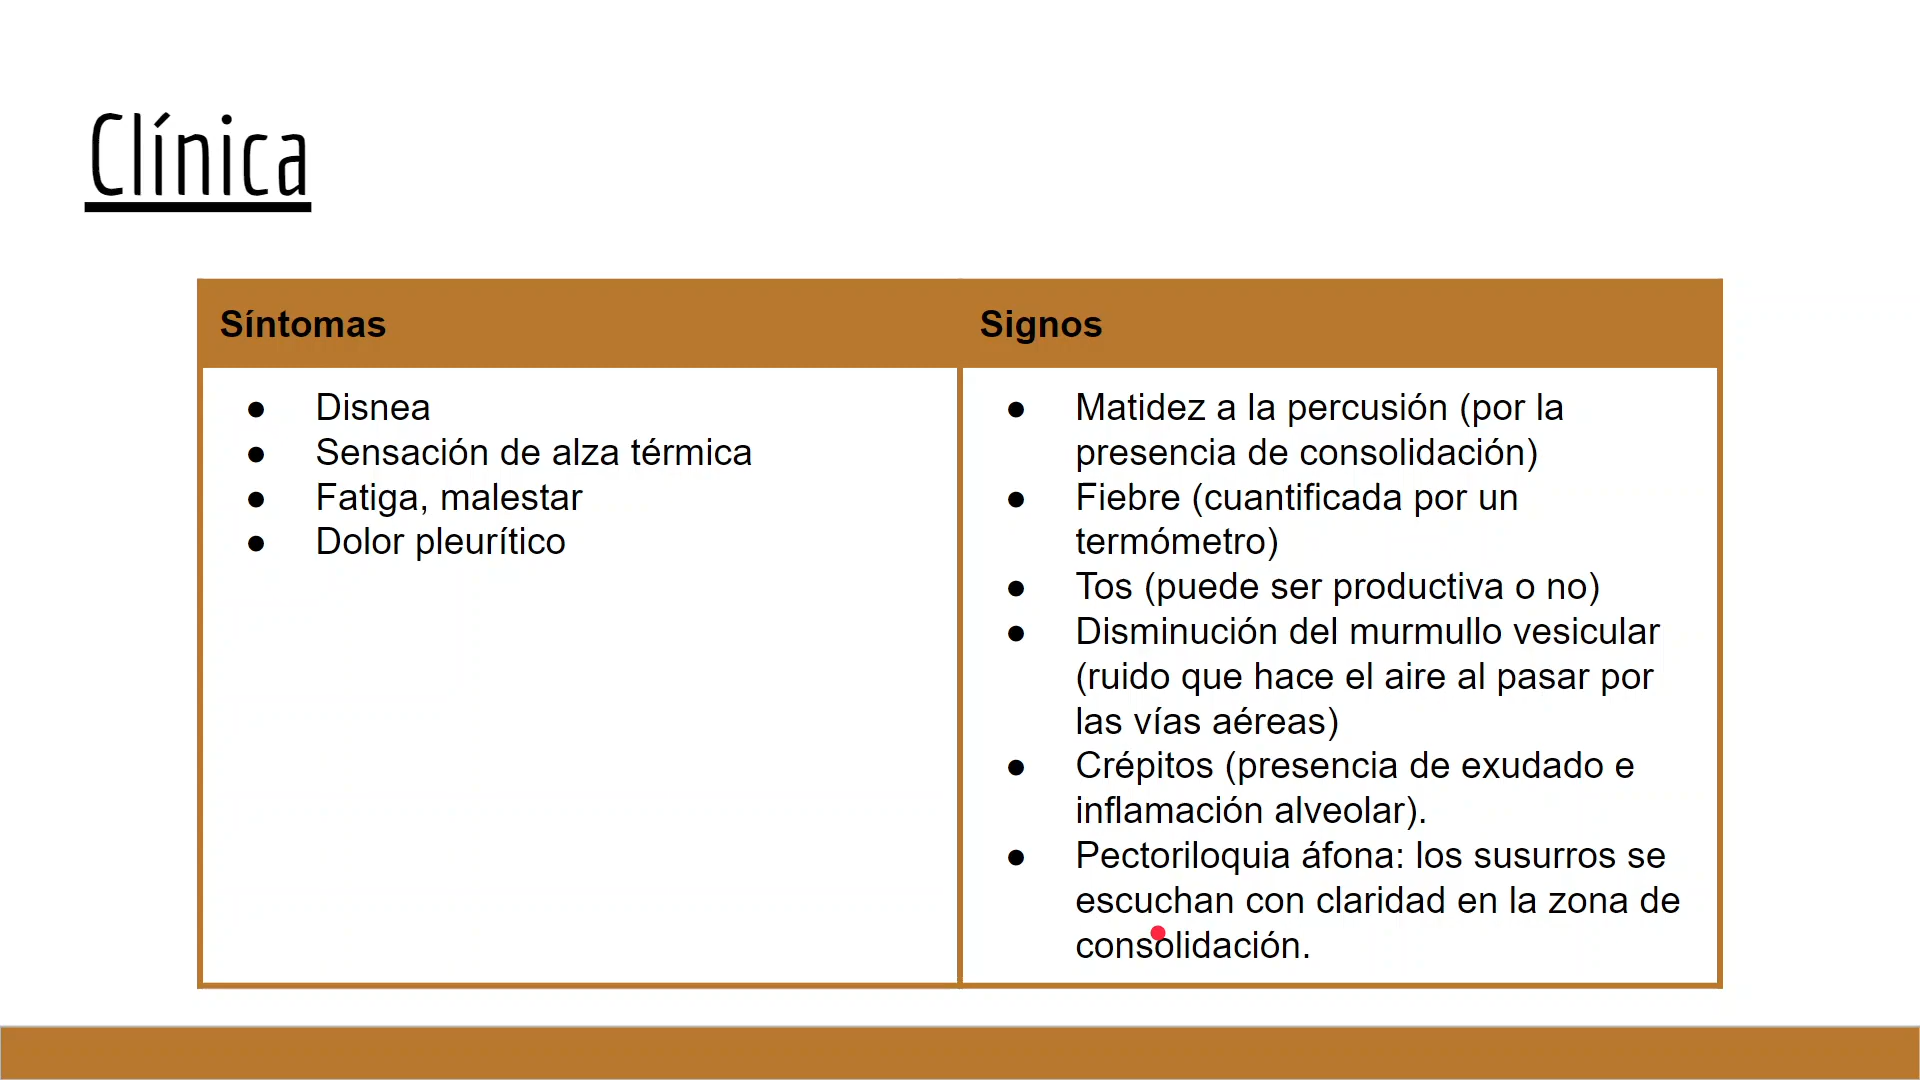 Clínica
Síntomas
Signos
● Disnea
● Sensación de alza térmica
● Fatiga, malestar
● Dolor pleurítico
● Matidez a la percusión (por la
presencia de consolidación)
● Fiebre (cuantificada por un
termómetro)
● Tos (puede ser productiva o no)
● Disminución del murmullo vesicular
(ruido que hace el aire al pasar por
las vías aéreas)
● Crépitos (presencia de exudado e
inflamación alveolar).
● Pectoriloquia áfona: los susurros se
escuchan con claridad en la zona de
consolidación.